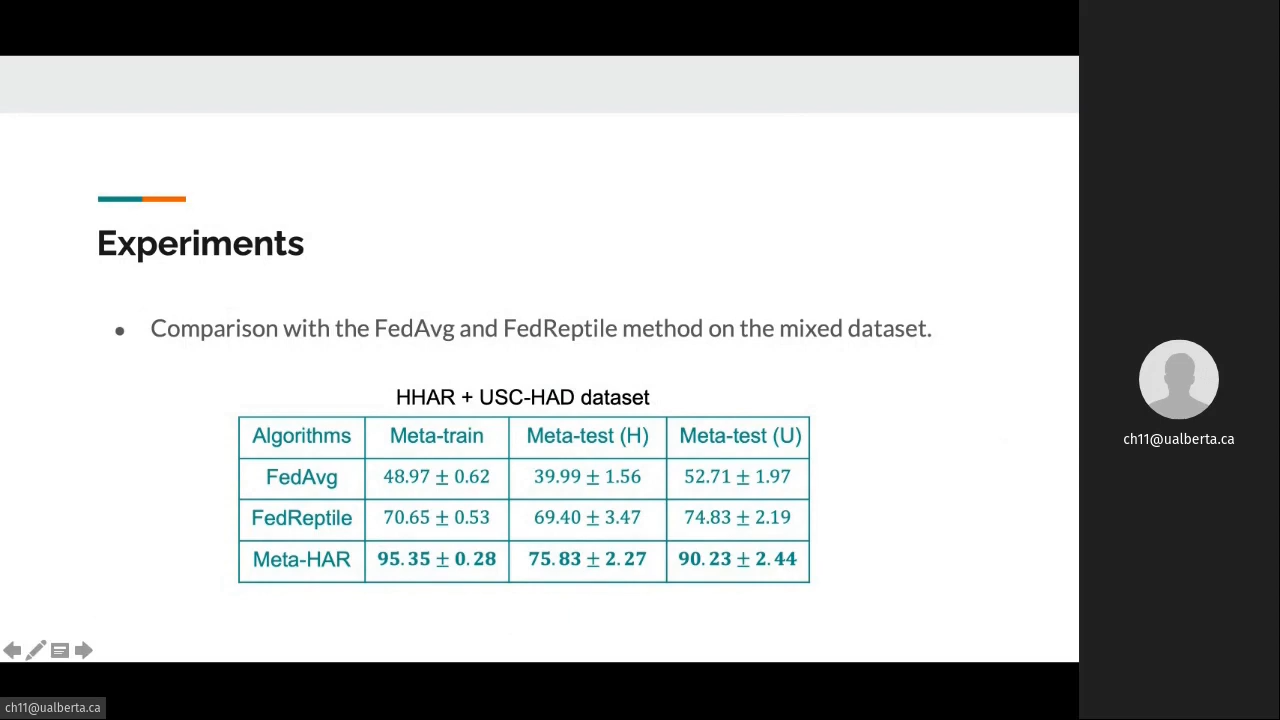 Experiments
● Comparison with the FedAvg and FedReptile method on the mixed dataset.
HHAR + USC-HAD dataset
Algorithms Meta-train Meta-test (H) Meta-test (U)
FedAvg 48.97 ± 0.62 39.99 ± 1.56 52.71 ± 1.97
FedReptile 70.65 ± 0.53 69.40 ± 3.47 74.83 ± 2.19
Meta-HAR 95.35 ± 0.28 75.83 ± 2.27 90.23 ± 2.44
ch11@ualberta.ca
ch11@ualberta.ca